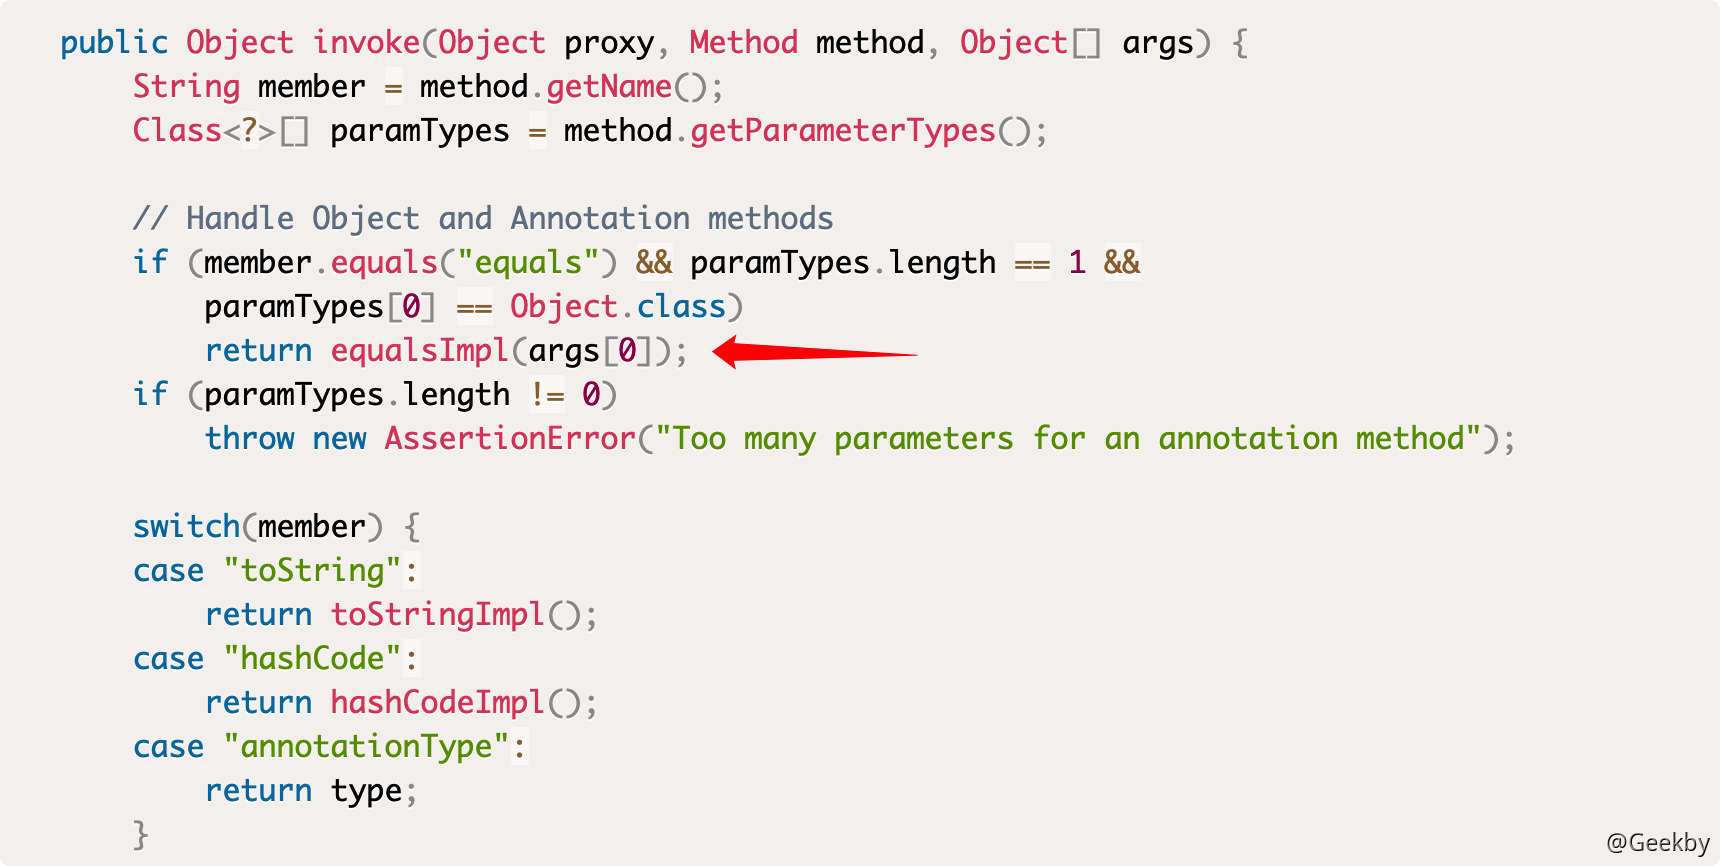 public Object invoke(Object proxy, Method method, Object[] args) {
    String member = method.getName();
    Class<?>[] paramTypes = method.getParameterTypes();

    // Handle Object and Annotation methods
    if (member.equals("equals") && paramTypes.length == 1 &&
        paramTypes[0] == Object.class)
        return equalsImpl(args[0]);
    if (paramTypes.length != 0)
        throw new AssertionError("Too many parameters for an annotation method");

    switch(member) {
    case "toString":
        return toStringImpl();
    case "hashCode":
        return hashCodeImpl();
    case "annotationType":
        return type;
    }
@Geekby